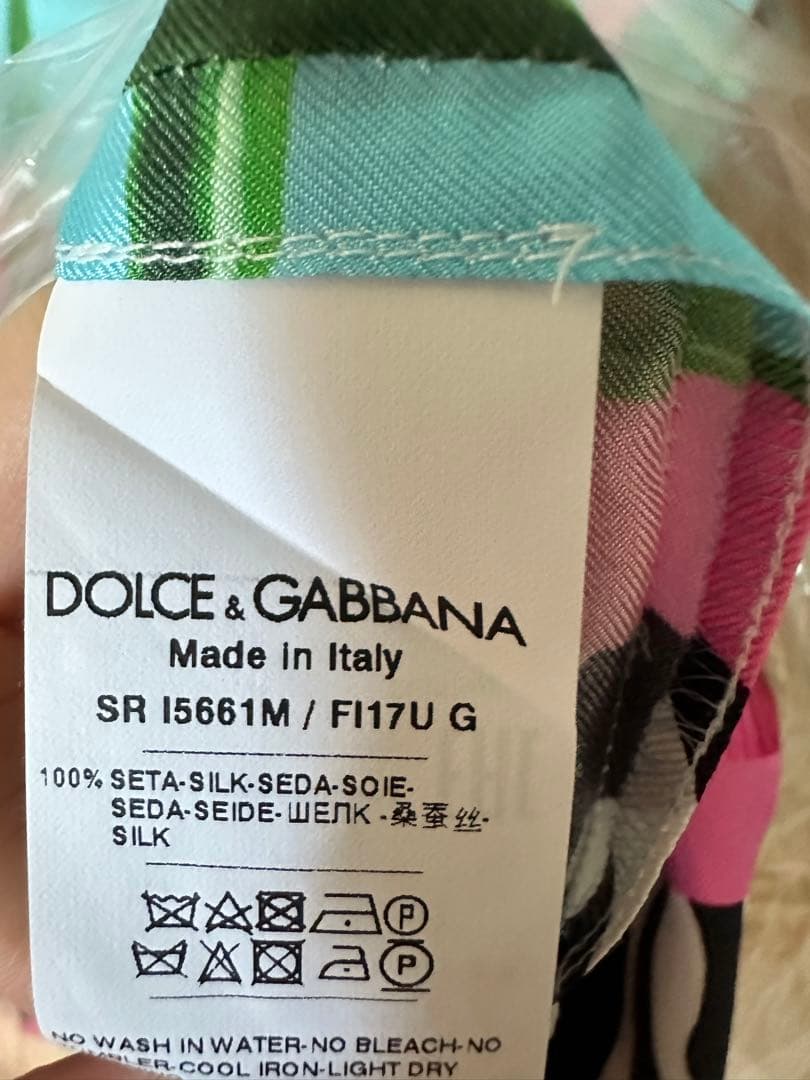 DOLCE & GABBANA
Made in Italy
SR I5661M / FI17U G
100% SETA-SILK-SEDA-SOIE-
SEDA-SEIDE-ШЕЛК -桑蚕丝-
SILK
P
P
NO WASH IN WATER-NO BLEACH-NO
COOL IRON-LIGHT DRY